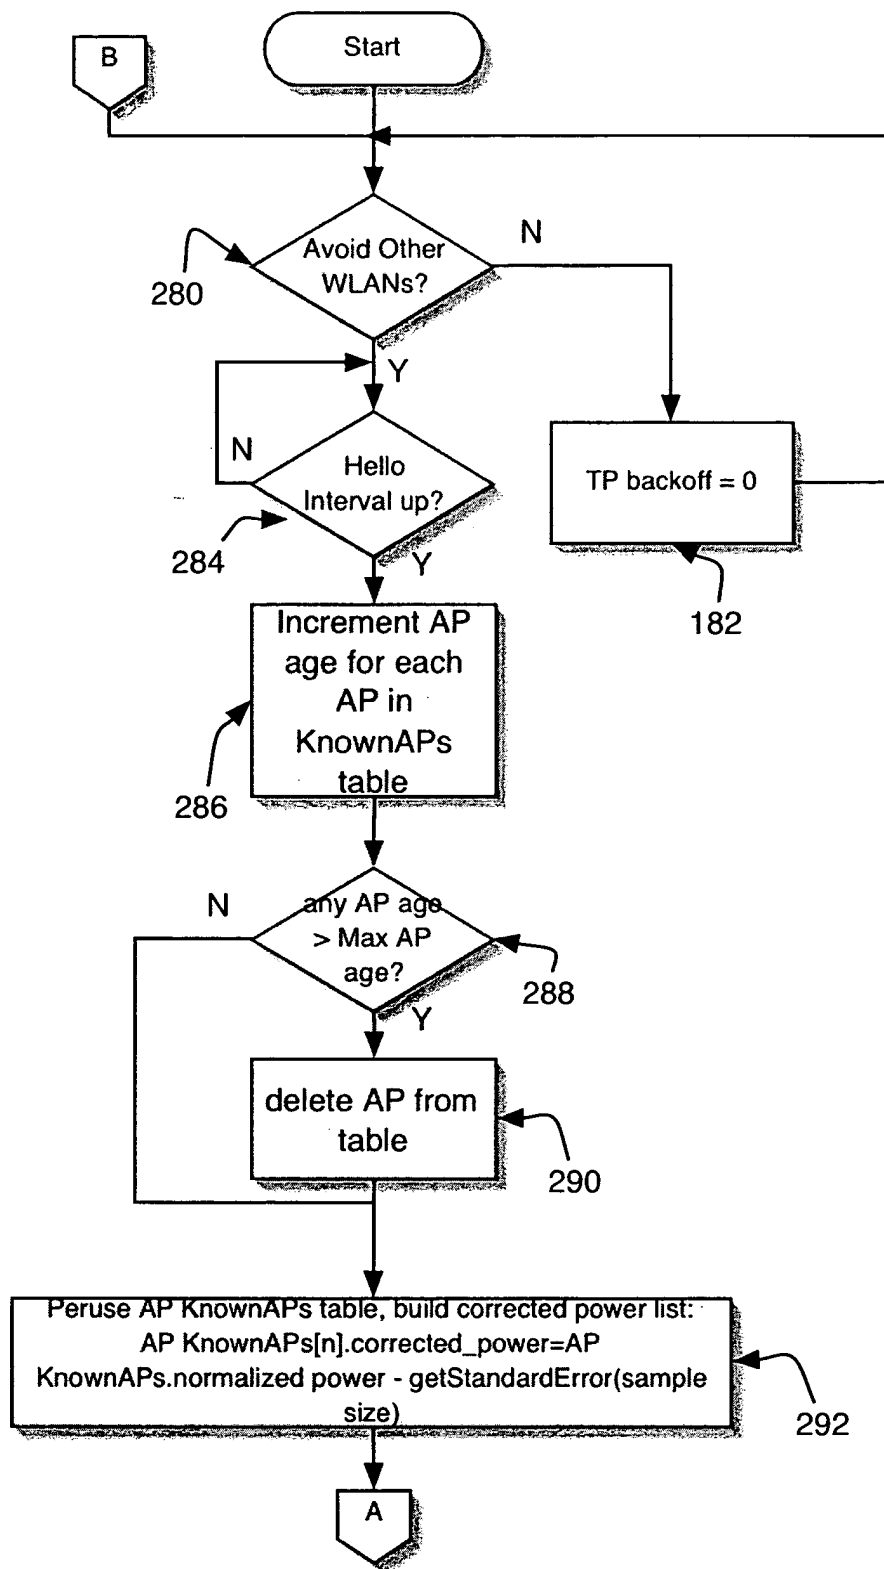 B
Start
Avoid Other
WLANs?
N
280
Y
N
Hello
Interval up?
TP backoff = 0
284
Y
182
Increment AP
age for each
AP in
KnownAPs
table
286
N
any AP age
> Max AP
age?
288
Y
delete AP from
table
290
Peruse AP KnownAPs table, build corrected power list:
AP KnownAPs[n].corrected_power=AP
KnownAPs.normalized power - getStandardError(sample
size)
292
A